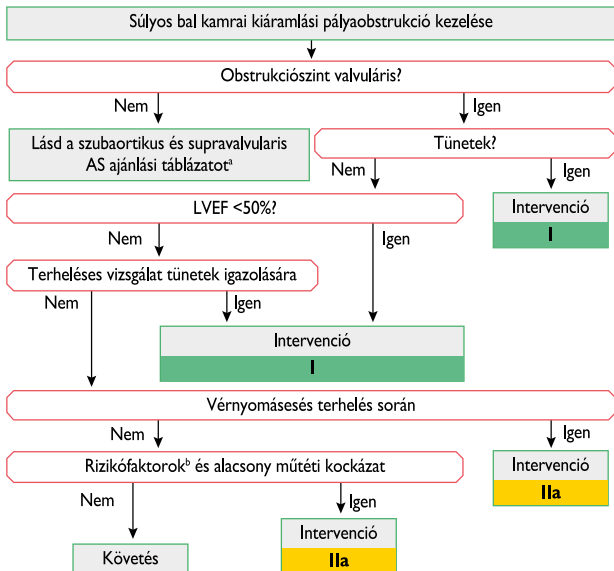 Súlyos bal kamrai kiáramlási pályaobstrukció kezelése
Obstrukciószint valvuláris?
Nem
Igen
Lásd a szubaortikus és supravalvularis
AS ajánlási táblázatotᵃ
Tünetek?
Nem
Igen
LVEF <50%?
Intervenció
I
Nem
Igen
Terheléses vizsgálat tünetek igazolására
Nem
Igen
Intervenció
I
Vérnyomásesés terhelés során
Nem
Igen
Rizikófaktorokᵇ és alacsony műtéti kockázat
Intervenció
IIa
Nem
Igen
Intervenció
IIa
Követés